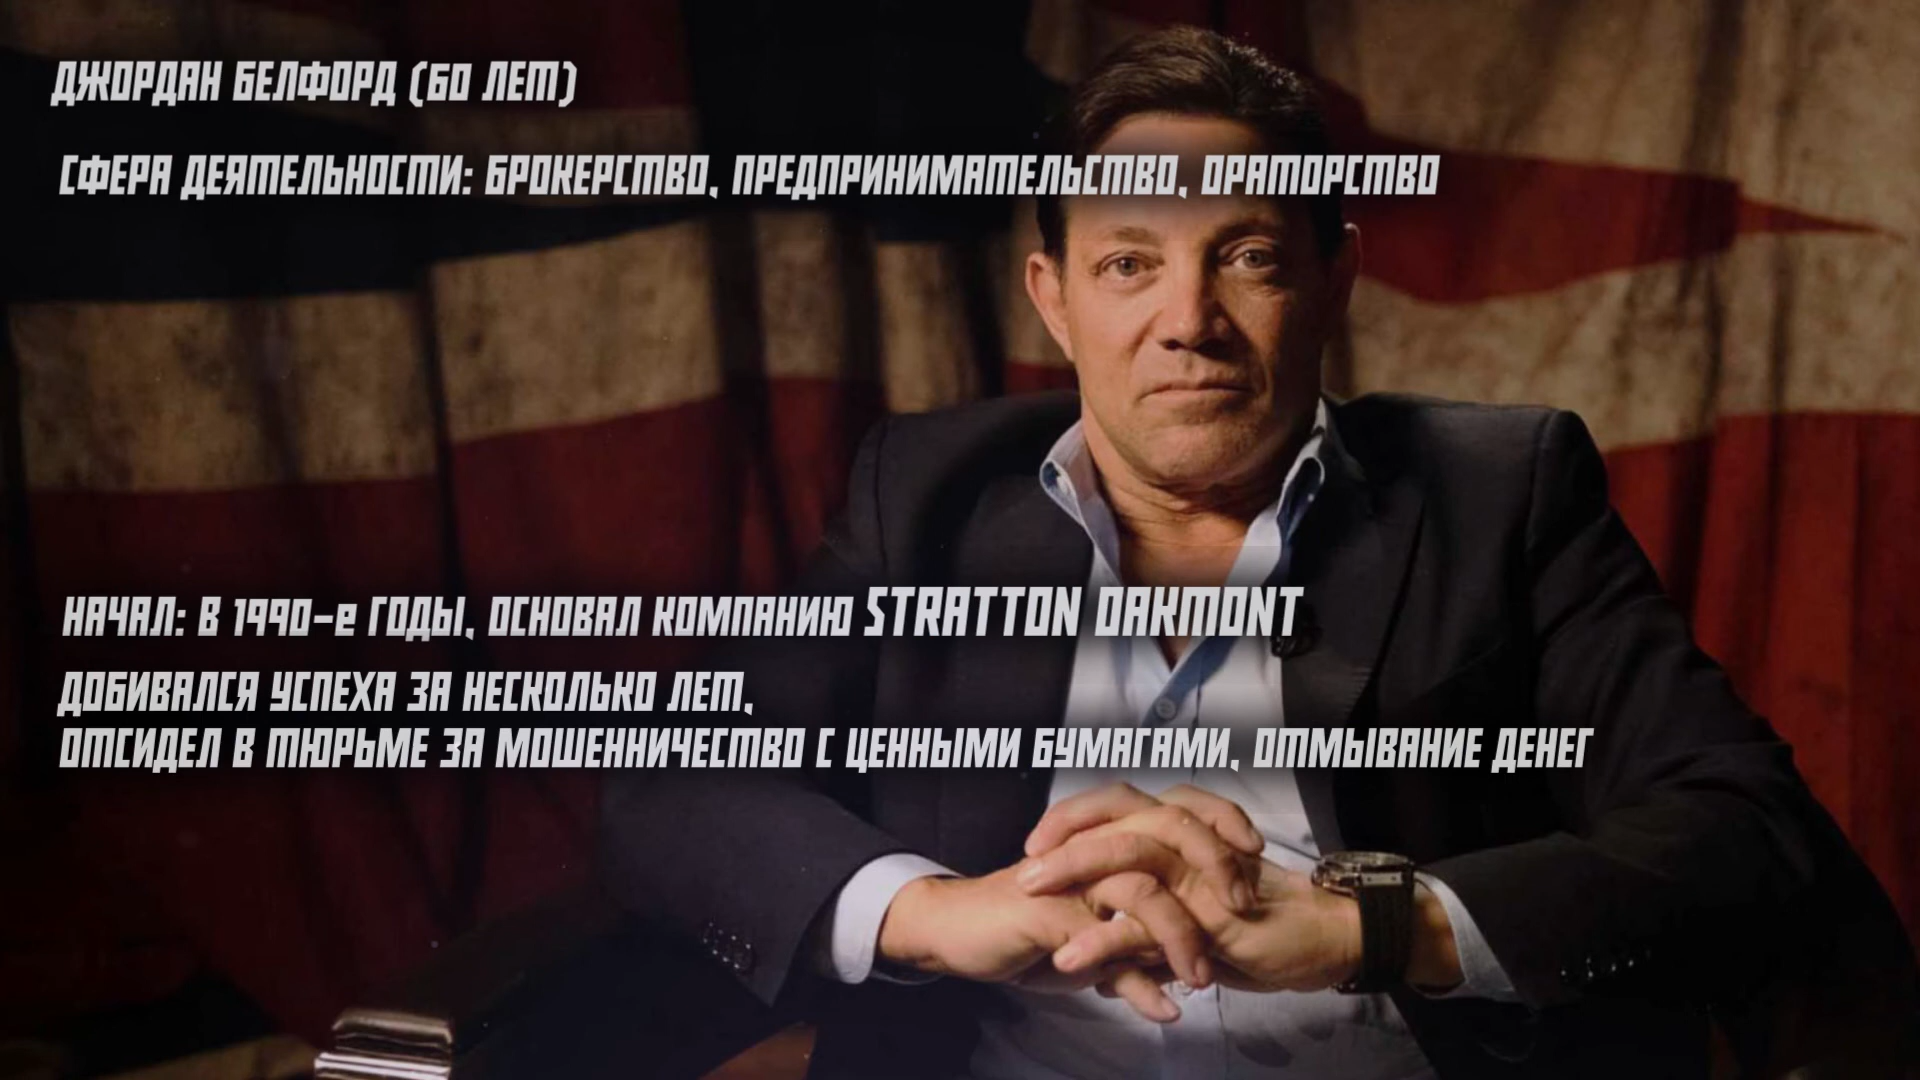 ДЖОРДАН БЕЛФОРД (60 ЛЕТ)
СФЕРА ДЕЯТЕЛЬНОСТИ: БРОКЕРСТВО, ПРЕДПРИНИМАТЕЛЬСТВО, ОРАТОРСТВО
НАЧАЛ: В 1990-е ГОДЫ, ОСНОВАЛ КОМПАНИЮ STRATTON OAKMONT
ДОБИВАЛСЯ УСПЕХА ЗА НЕСКОЛЬКО ЛЕТ,
ОТСИДЕЛ В ТЮРЬМЕ ЗА МОШЕННИЧЕСТВО С ЦЕННЫМИ БУМАГАМИ, ОТМЫВАНИЕ ДЕНЕГ